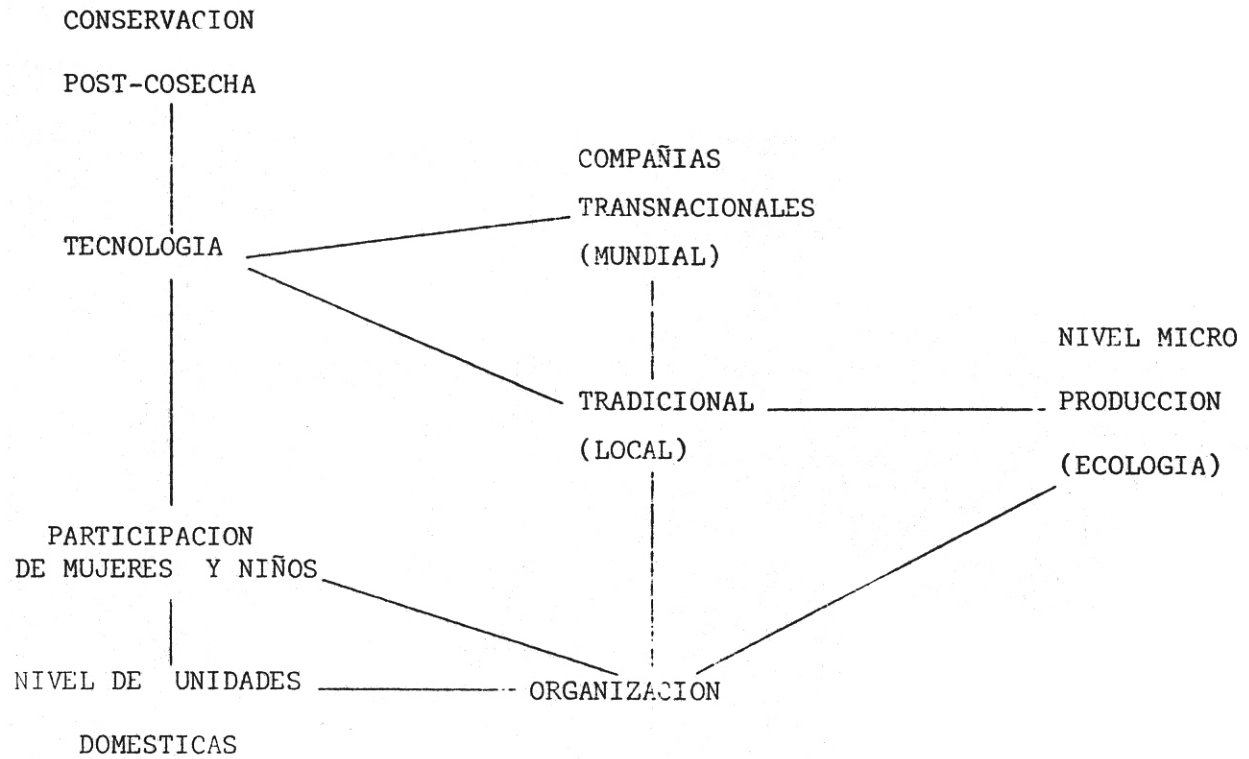 CONSERVACION
POST-COSECHA
COMPAÑIAS
TRANSNACIONALES
(MUNDIAL)
TECNOLOGIA
NIVEL MICRO
PRODUCCION
(ECOLOGIA)
TRADICIONAL
(LOCAL)
PARTICIPACION
DE MUJERES Y NIÑOS
NIVEL DE UNIDADES
DOMESTICAS
ORGANIZACION